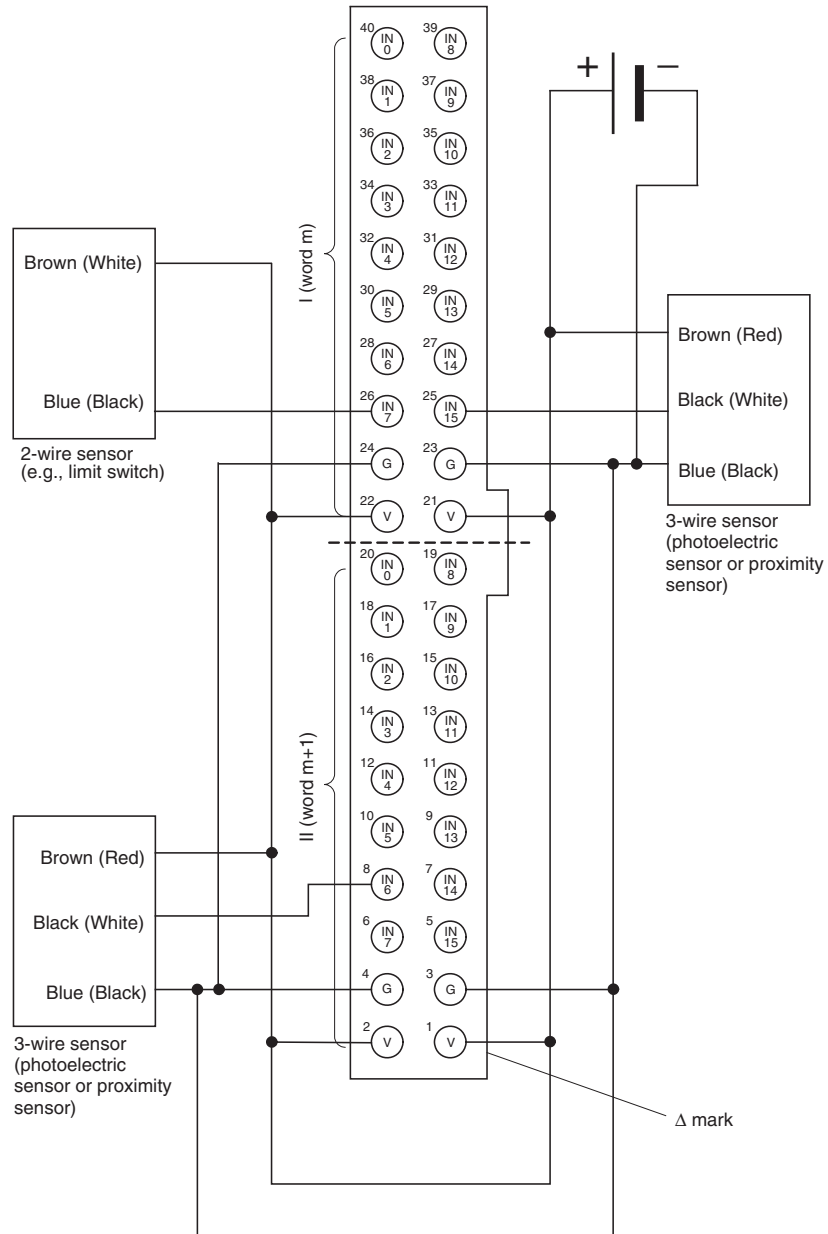 40 IN 0 39 IN 8
+ −
38 IN 1 37 IN 9
36 IN 2 35 IN 10
34 IN 3 33 IN 11
32 IN 4 31 IN 12
30 IN 5 29 IN 13
28 IN 6 27 IN 14
26 IN 7 25 IN 15
24 G 23 G
22 V 21 V
I (word m)
Brown (White)
Blue (Black)
2-wire sensor
(e.g., limit switch)
Brown (Red)
Black (White)
Blue (Black)
3-wire sensor
(photoelectric
sensor or proximity
sensor)
20 IN 0 19 IN 8
18 IN 1 17 IN 9
16 IN 2 15 IN 10
14 IN 3 13 IN 11
12 IN 4 11 IN 12
10 IN 5 9 IN 13
8 IN 6 7 IN 14
6 IN 7 5 IN 15
4 G 3 G
2 V 1 V
II (word m+1)
Brown (Red)
Black (White)
Blue (Black)
3-wire sensor
(photoelectric
sensor or proximity
sensor)
Δ mark